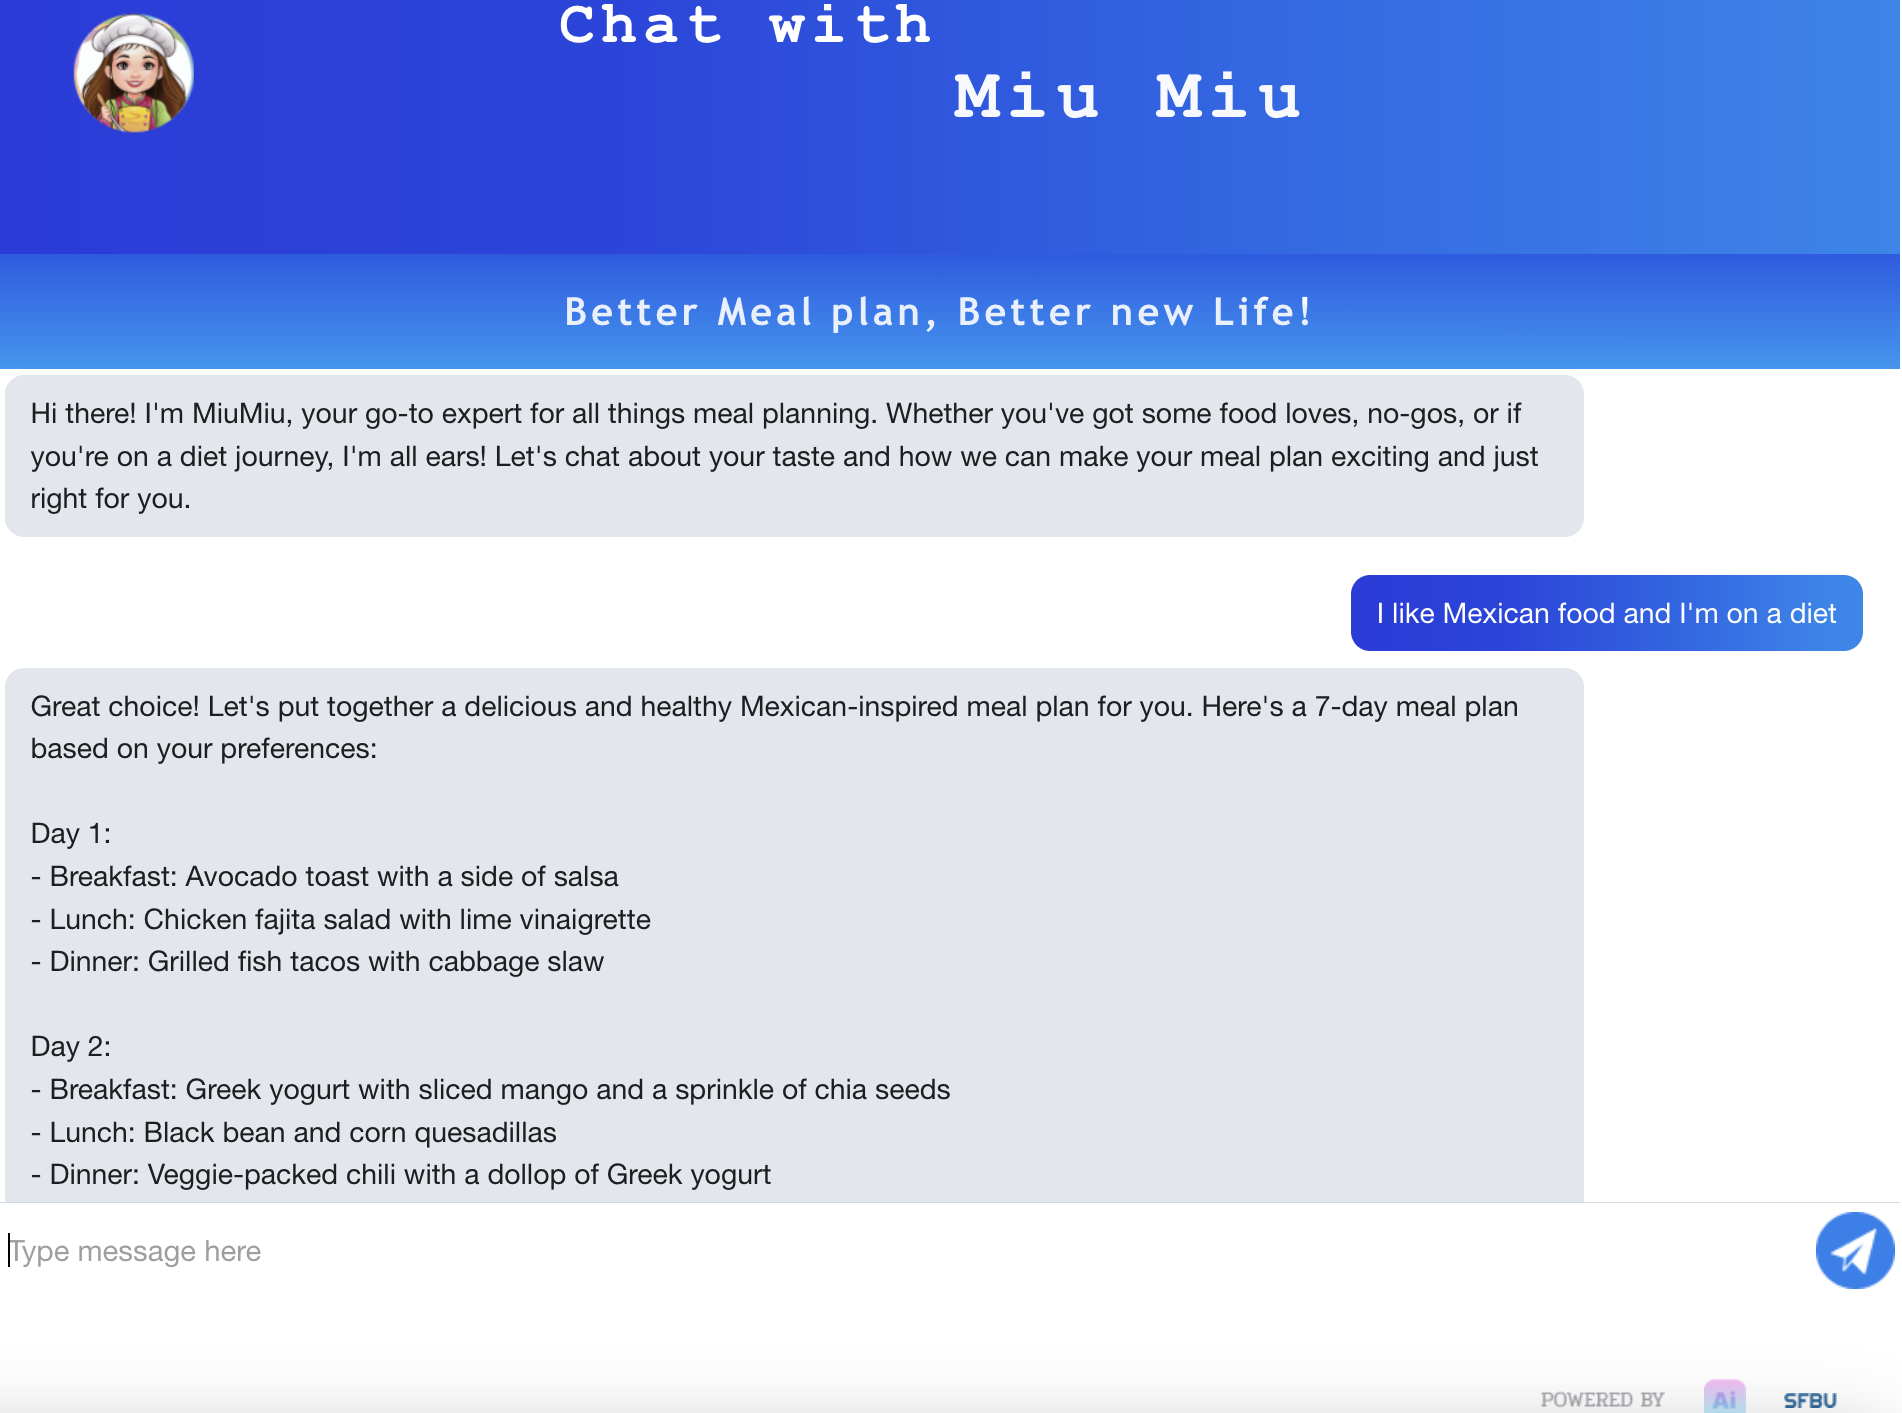 Chat with
Miu Miu
Better Meal plan, Better new Life!
Hi there! I'm MiuMiu, your go-to expert for all things meal planning. Whether you've got some food loves, no-gos, or if
you're on a diet journey, I'm all ears! Let's chat about your taste and how we can make your meal plan exciting and just
right for you.
I like Mexican food and I'm on a diet
Great choice! Let's put together a delicious and healthy Mexican-inspired meal plan for you. Here's a 7-day meal plan
based on your preferences:
Day 1:
- Breakfast: Avocado toast with a side of salsa
- Lunch: Chicken fajita salad with lime vinaigrette
- Dinner: Grilled fish tacos with cabbage slaw
Day 2:
- Breakfast: Greek yogurt with sliced mango and a sprinkle of chia seeds
- Lunch: Black bean and corn quesadillas
- Dinner: Veggie-packed chili with a dollop of Greek yogurt
Type message here
POWERED BY Ai SFBU